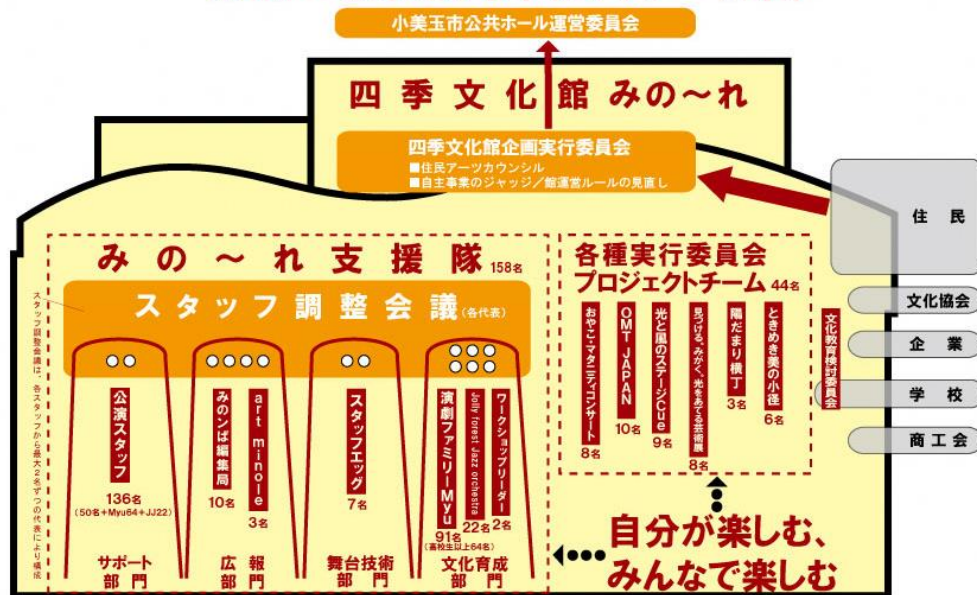 小美玉市公共ホール運営委員会
四季文化館みの～れ
四季文化館企画実行委員会
■住民アーツカウンシル
■自主事業のジャッジ／館運営ルールの見直し
住民
文化協会
企業
学校
商工会
文化教育検討委員会
みの～れ支援隊 158名
スタッフ調整会議(各代表)
スタッフ調整会議は、各スタッフから最大2名ずつの代表により構成
公演スタッフ
136名
(50名+Myu64+JJ22)
サポート
部門
みのンぱ編集局
10名
art minole
3名
広報
部門
スタッフエッグ
7名
舞台技術
部門
演劇ファミリーMyu
91名
(高校生以上64名)
Jolly forest Jazz orchestra
22名
ワークショップリーダー
2名
文化育成
部門
各種実行委員会
プロジェクトチーム 44名
おやこ・マタニティコンサート
8名
OMT JAPAN
10名
光と風のステージCue
9名
見つける、みがく、光をあてる芸術展
8名
陽だまり横丁
3名
ときめき美の小径
6名
自分が楽しむ、
みんなで楽しむ